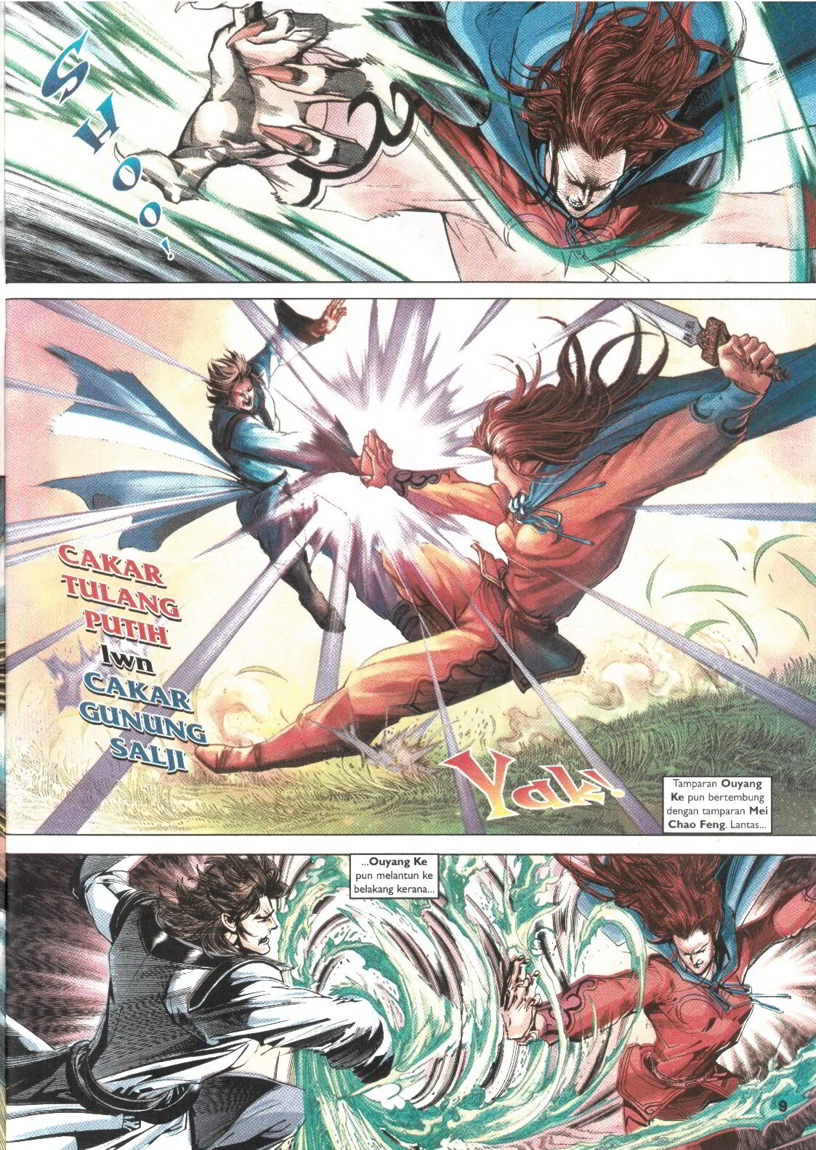 SHOO!
CAKAR
TULANG
PUTIH
lwn
CAKAR
GUNUNG
SALJI
Yak!
Tamparan Ouyang
Ke pun bertembung
dengan tamparan Mei
Chao Feng. Lantas...
...Ouyang Ke
pun melantun ke
belakang kerana...
9